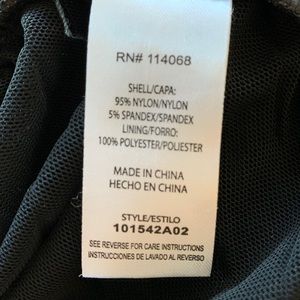 RN# 114068
SHELL/CAPA:
95% NYLON/NYLON
5% SPANDEX/SPANDEX
LINING/FORRO:
100% POLYESTER/POLIESTER
MADE IN CHINA
HECHO EN CHINA
STYLE/ESTILO
101542A02
SEE REVERSE FOR CARE INSTRUCTIONS
INSTRUCCIONES DE LAVADO AL REVERSO